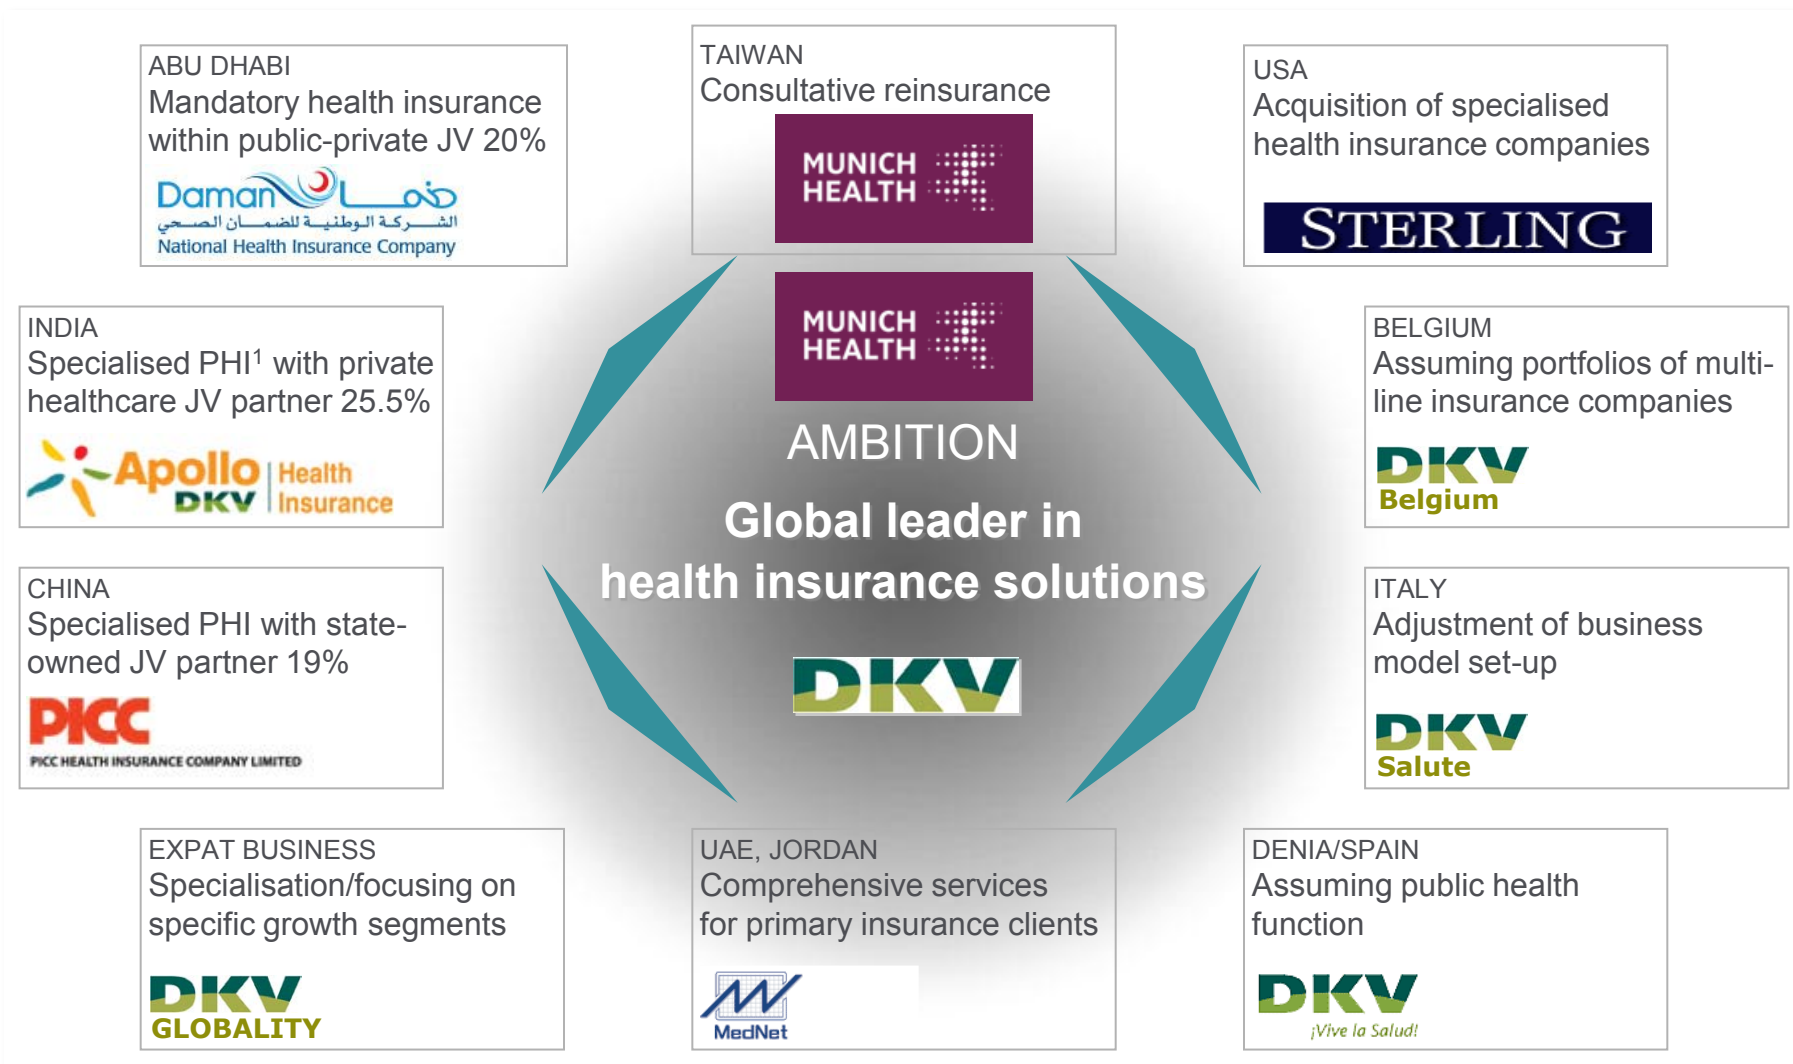 ABU DHABI
Mandatory health insurance
within public-private JV 20%
Daman ضمان
الشركة الوطنية للضمان الصحي
National Health Insurance Company
TAIWAN
Consultative reinsurance
MUNICH
HEALTH
USA
Acquisition of specialised
health insurance companies
STERLING
INDIA
Specialised PHI¹ with private
healthcare JV partner 25.5%
Apollo
DKV
Health
Insurance
MUNICH
HEALTH
AMBITION
Global leader in
health insurance solutions
DKV
BELGIUM
Assuming portfolios of multi-
line insurance companies
DKV
Belgium
CHINA
Specialised PHI with state-
owned JV partner 19%
PICC
PICC HEALTH INSURANCE COMPANY LIMITED
ITALY
Adjustment of business
model set-up
DKV
Salute
EXPAT BUSINESS
Specialisation/focusing on
specific growth segments
DKV
GLOBALITY
UAE, JORDAN
Comprehensive services
for primary insurance clients
MedNet
DENIA/SPAIN
Assuming public health
function
DKV
¡Vive la Salud!